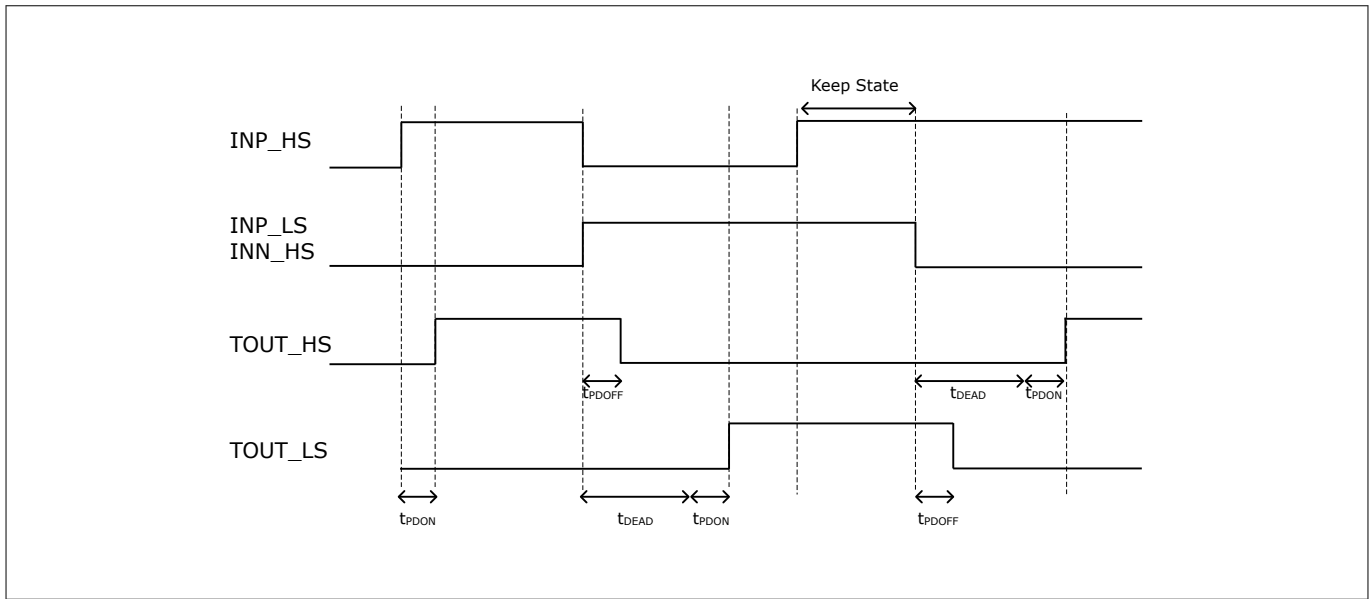 Keep State
INP_HS
INP_LS
INN_HS
TOUT_HS
tPDOFF
tDEAD
tPDON
TOUT_LS
tPDON
tDEAD
tPDON
tPDOFF